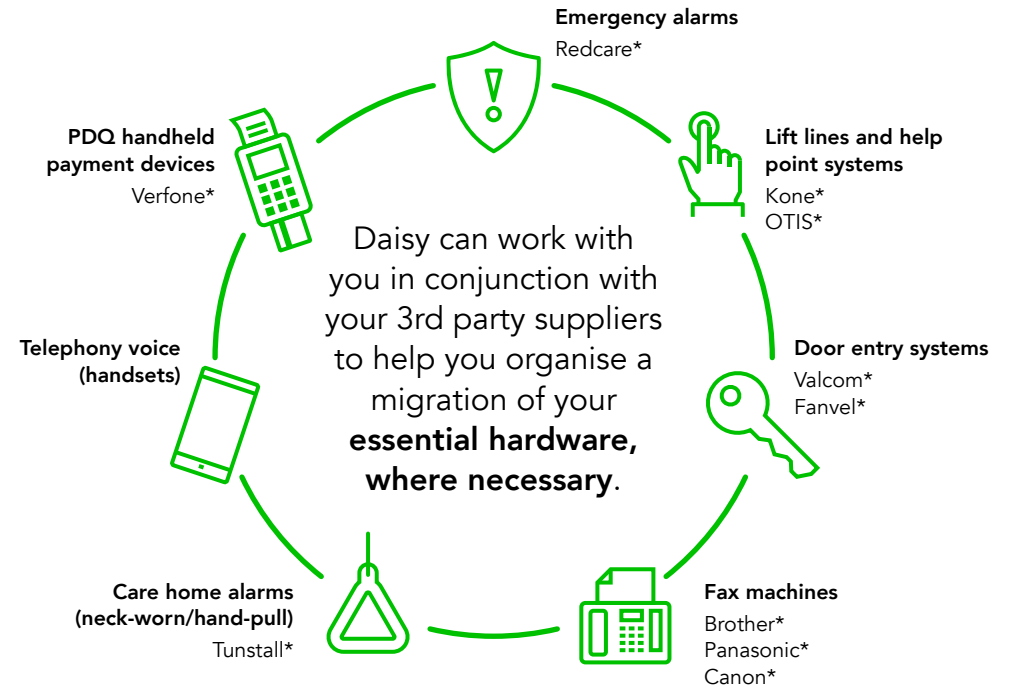 Emergency alarms
Redcare*
PDQ handheld
payment devices
Verfone*
Lift lines and help
point systems
Kone*
OTIS*
Daisy can work with
you in conjunction with
your 3rd party suppliers
to help you organise a
migration of your
essential hardware,
where necessary.
Telephony voice
(handsets)
Door entry systems
Valcom*
Fanvel*
Care home alarms
(neck-worn/hand-pull)
Tunstall*
Fax machines
Brother*
Panasonic*
Canon*